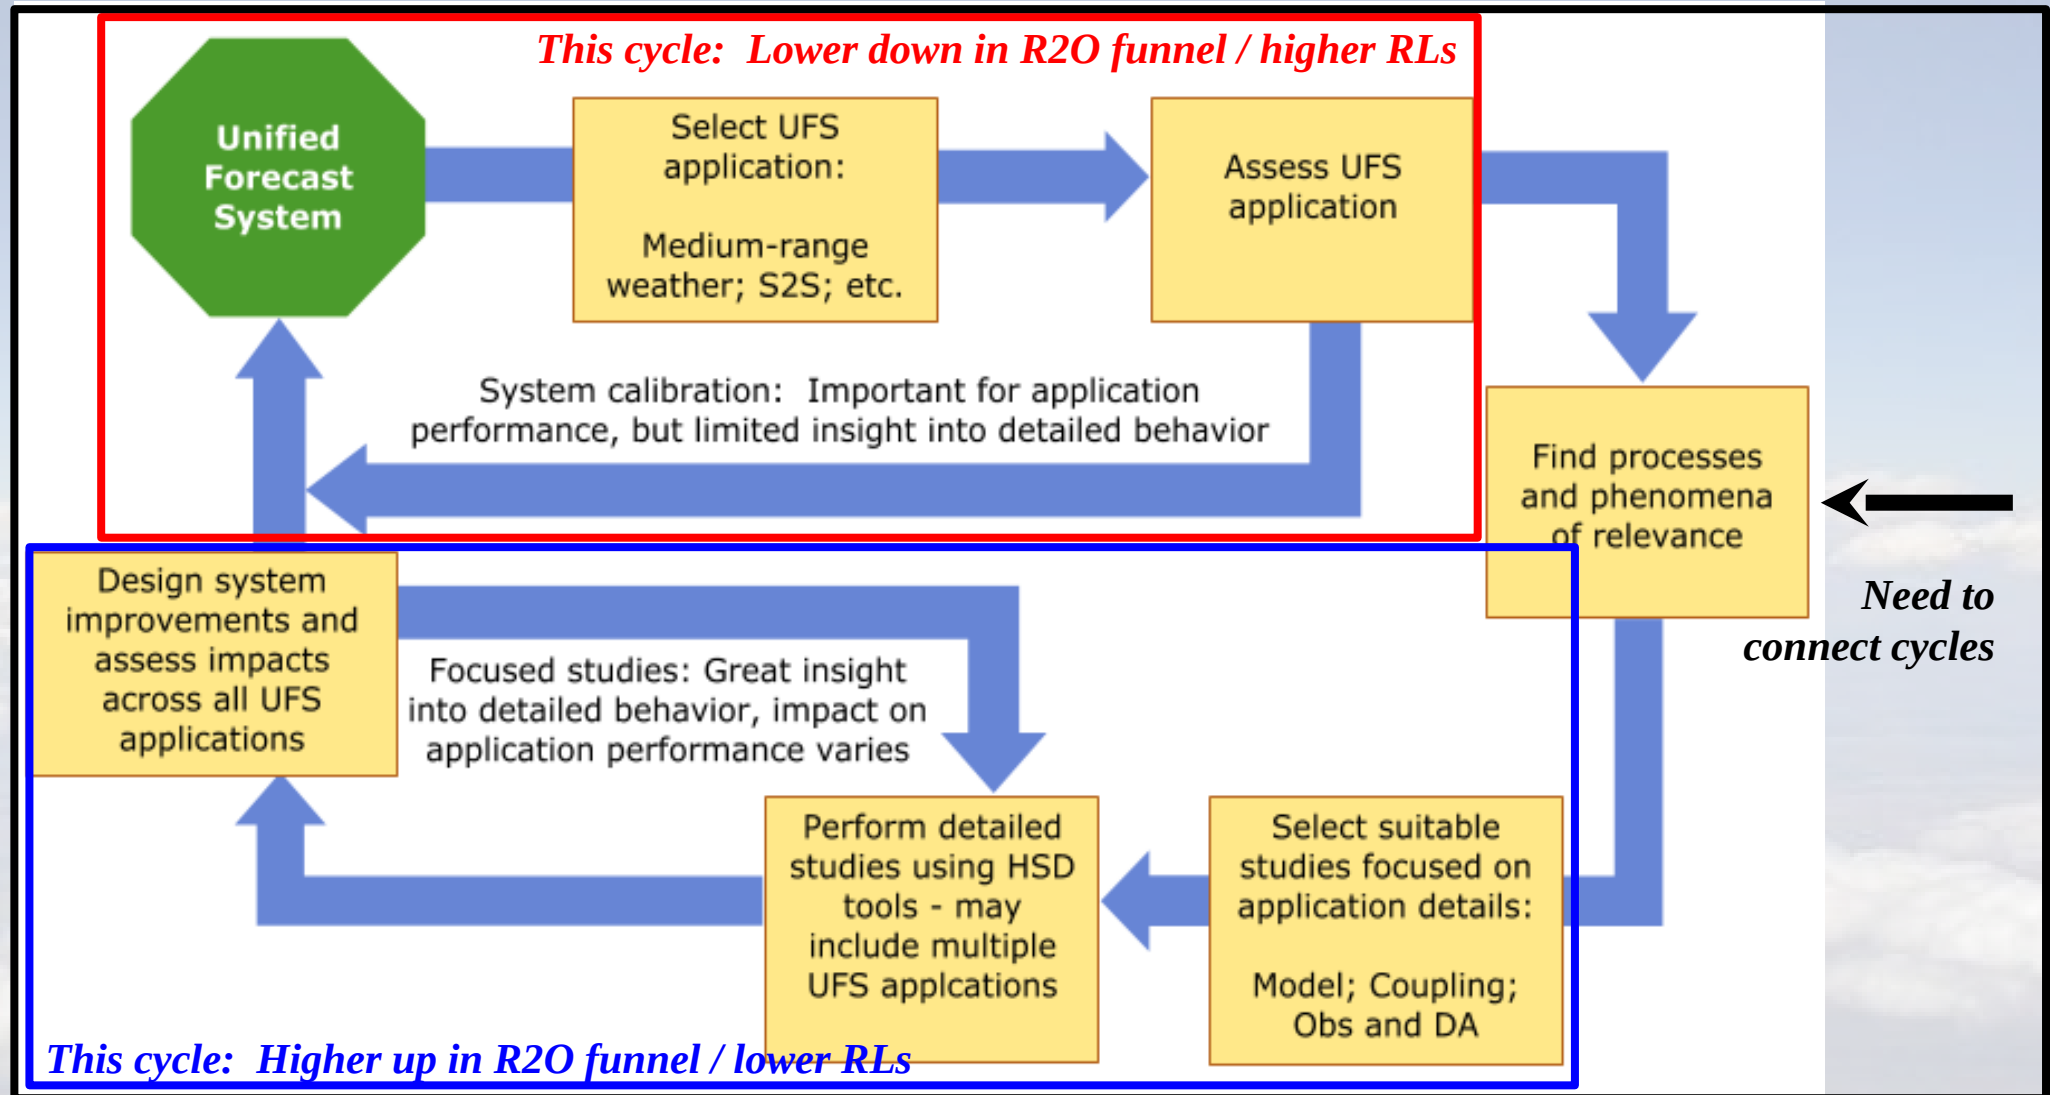 This cycle:  Lower down in R2O funnel / higher RLs
Unified
Forecast
System
Select UFS
application:
Medium-range
weather; S2S; etc.
Assess UFS
application
System calibration:  Important for application
performance, but limited insight into detailed behavior
Find processes
and phenomena
of relevance
Need to
connect cycles
Design system
improvements and
assess impacts
across all UFS
applications
Focused studies: Great insight
into detailed behavior, impact on
application performance varies
Perform detailed
studies using HSD
tools - may
include multiple
UFS applcations
Select suitable
studies focused on
application details:
Model; Coupling;
Obs and DA
This cycle:  Higher up in R2O funnel / lower RLs